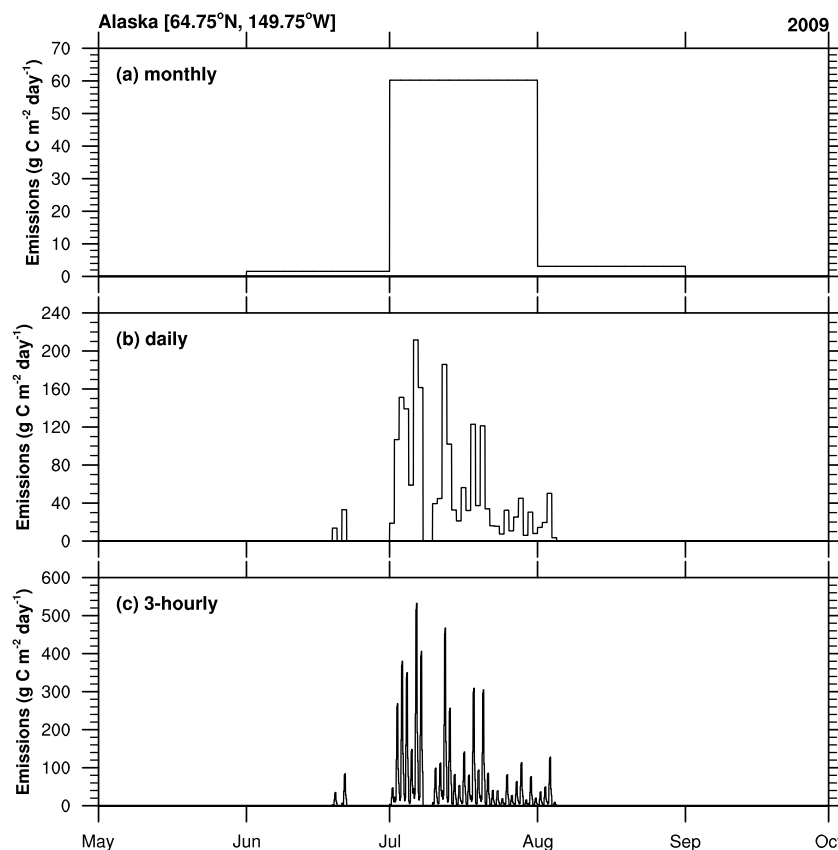 Alaska [64.75°N, 149.75°W] 2009
(a) monthly
Emissions (g C m⁻² day⁻¹)
70
60
50
40
30
20
10
0
(b) daily
Emissions (g C m⁻² day⁻¹)
240
200
160
120
80
40
0
(c) 3-hourly
Emissions (g C m⁻² day⁻¹)
600
500
400
300
200
100
0
May Jun Jul Aug Sep Oc